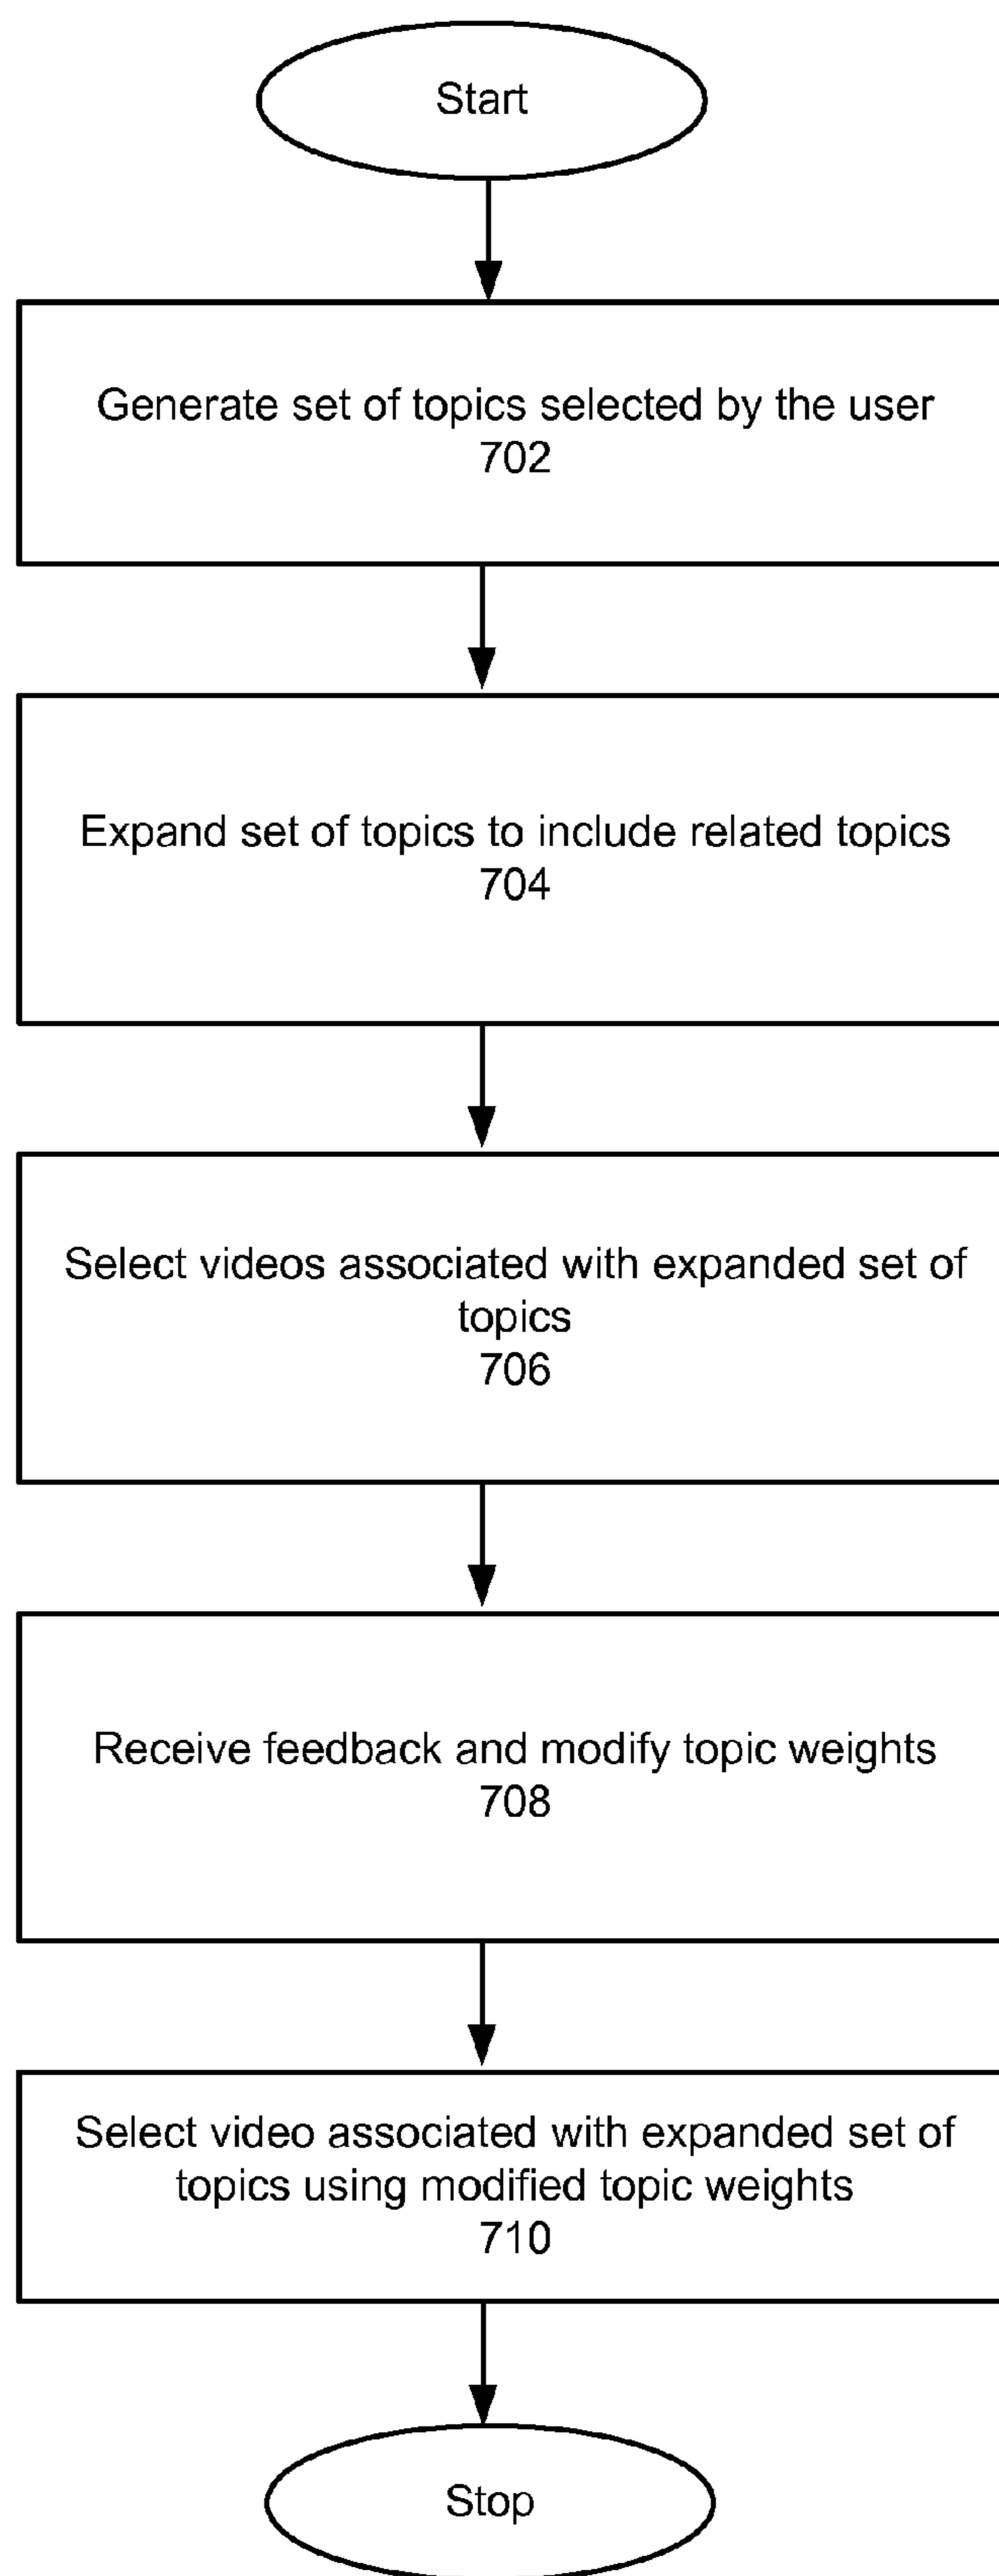 Start
Generate set of topics selected by the user
702
Expand set of topics to include related topics
704
Select videos associated with expanded set of
topics
706
Receive feedback and modify topic weights
708
Select video associated with expanded set of
topics using modified topic weights
710
Stop